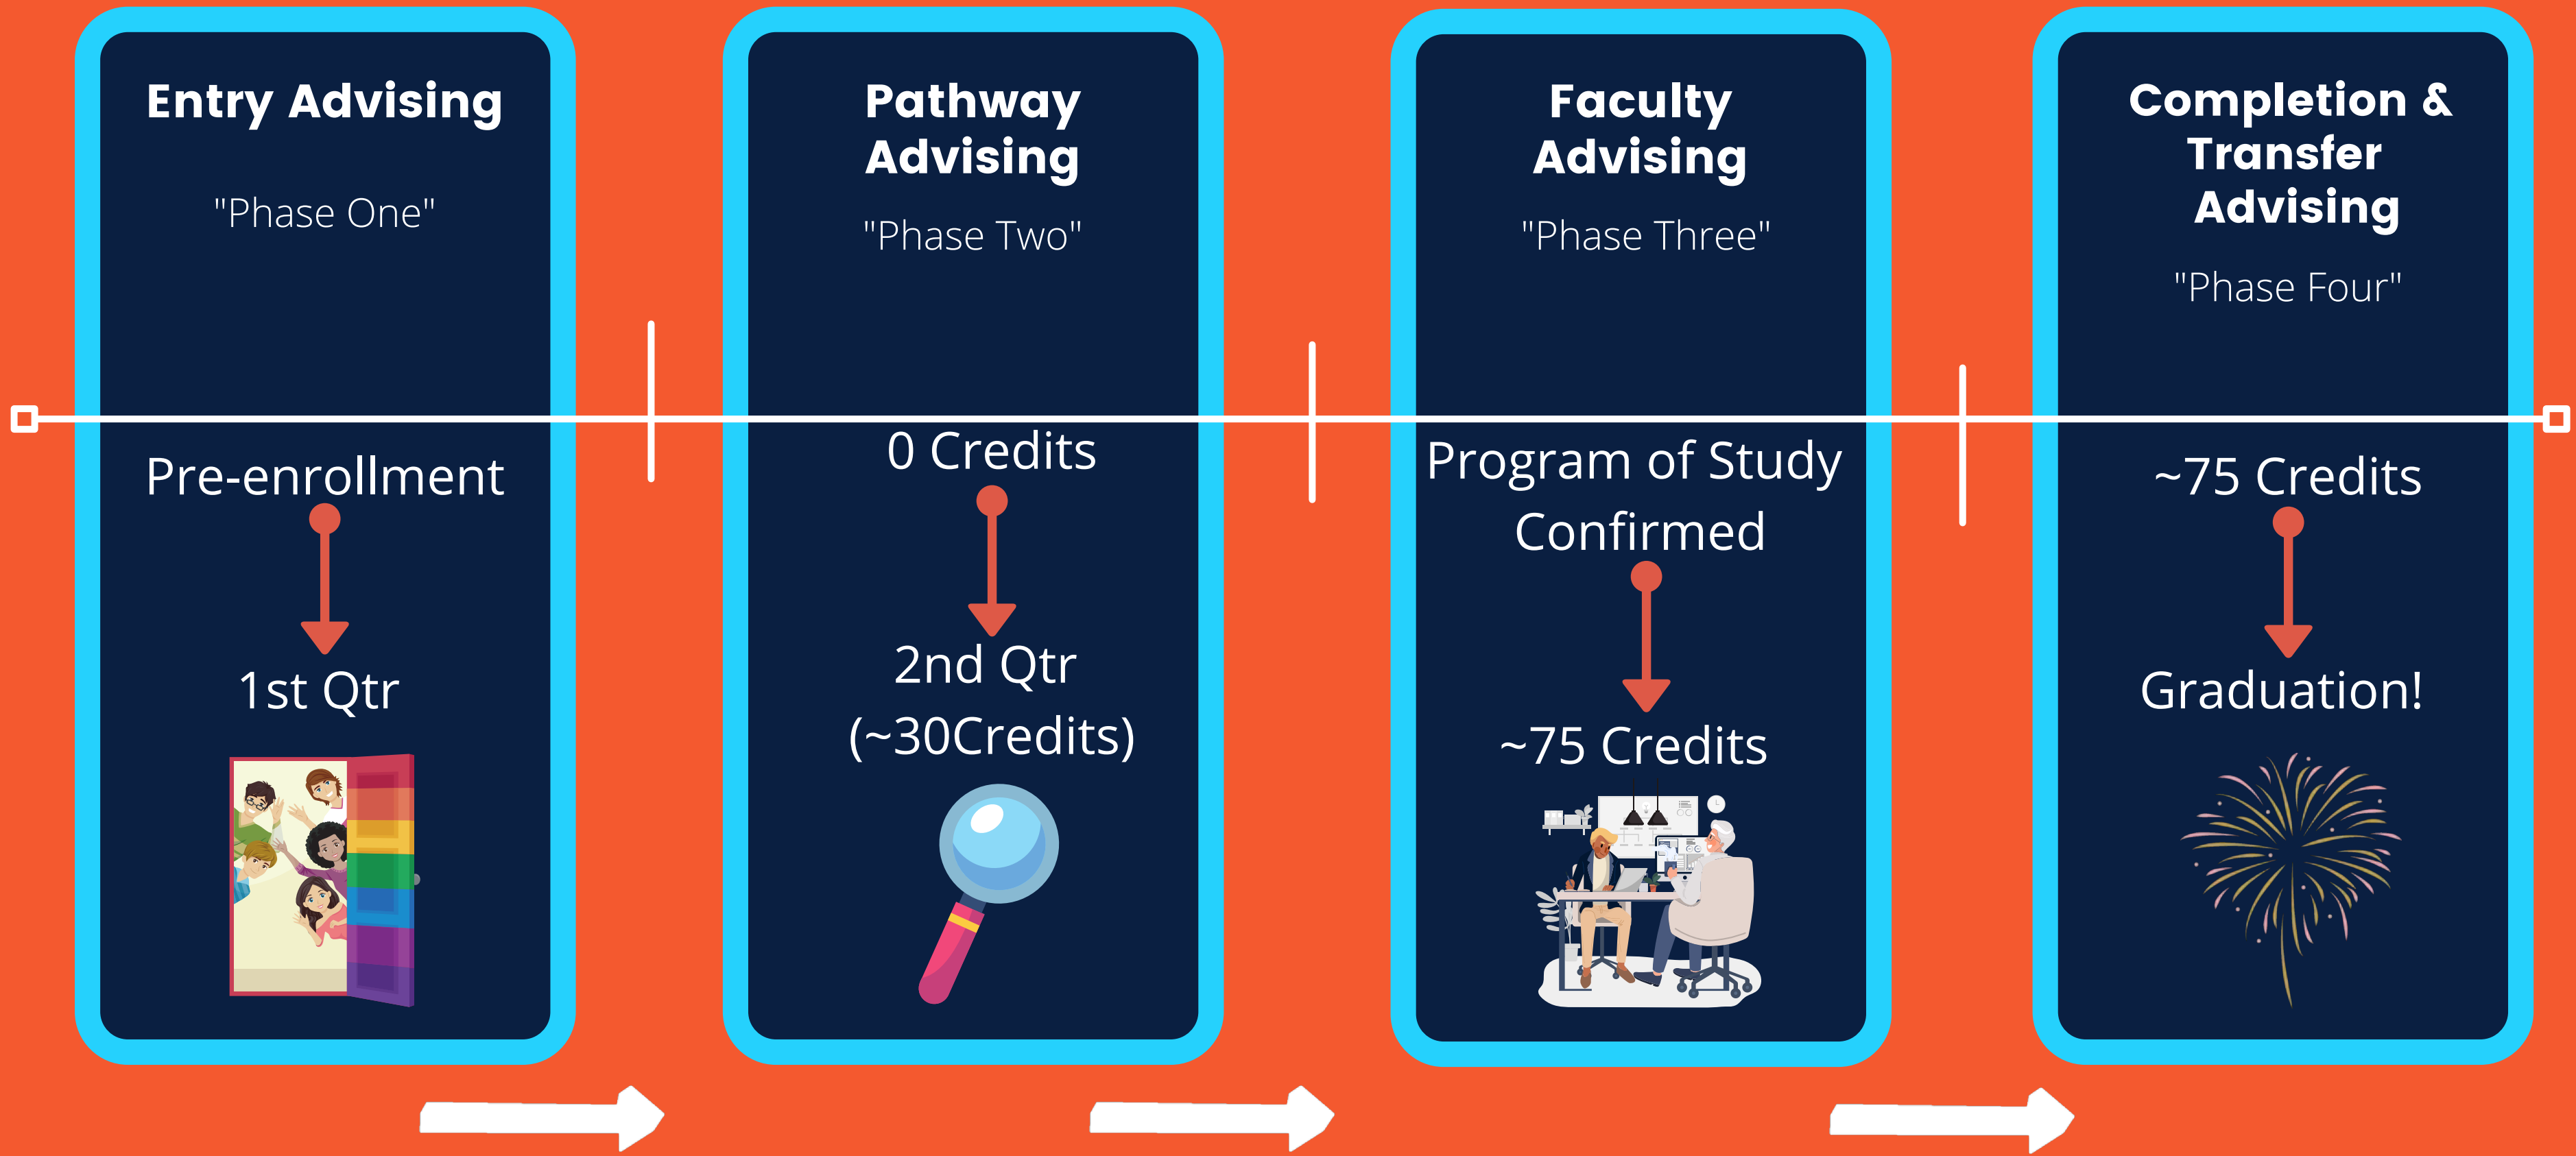 Entry Advising
"Phase One"
Pre-enrollment
1st Qtr
Pathway
Advising
"Phase Two"
0 Credits
2nd Qtr
(~30Credits)
Faculty
Advising
"Phase Three"
Program of Study
Confirmed
~75 Credits
Completion &
Transfer
Advising
"Phase Four"
~75 Credits
Graduation!